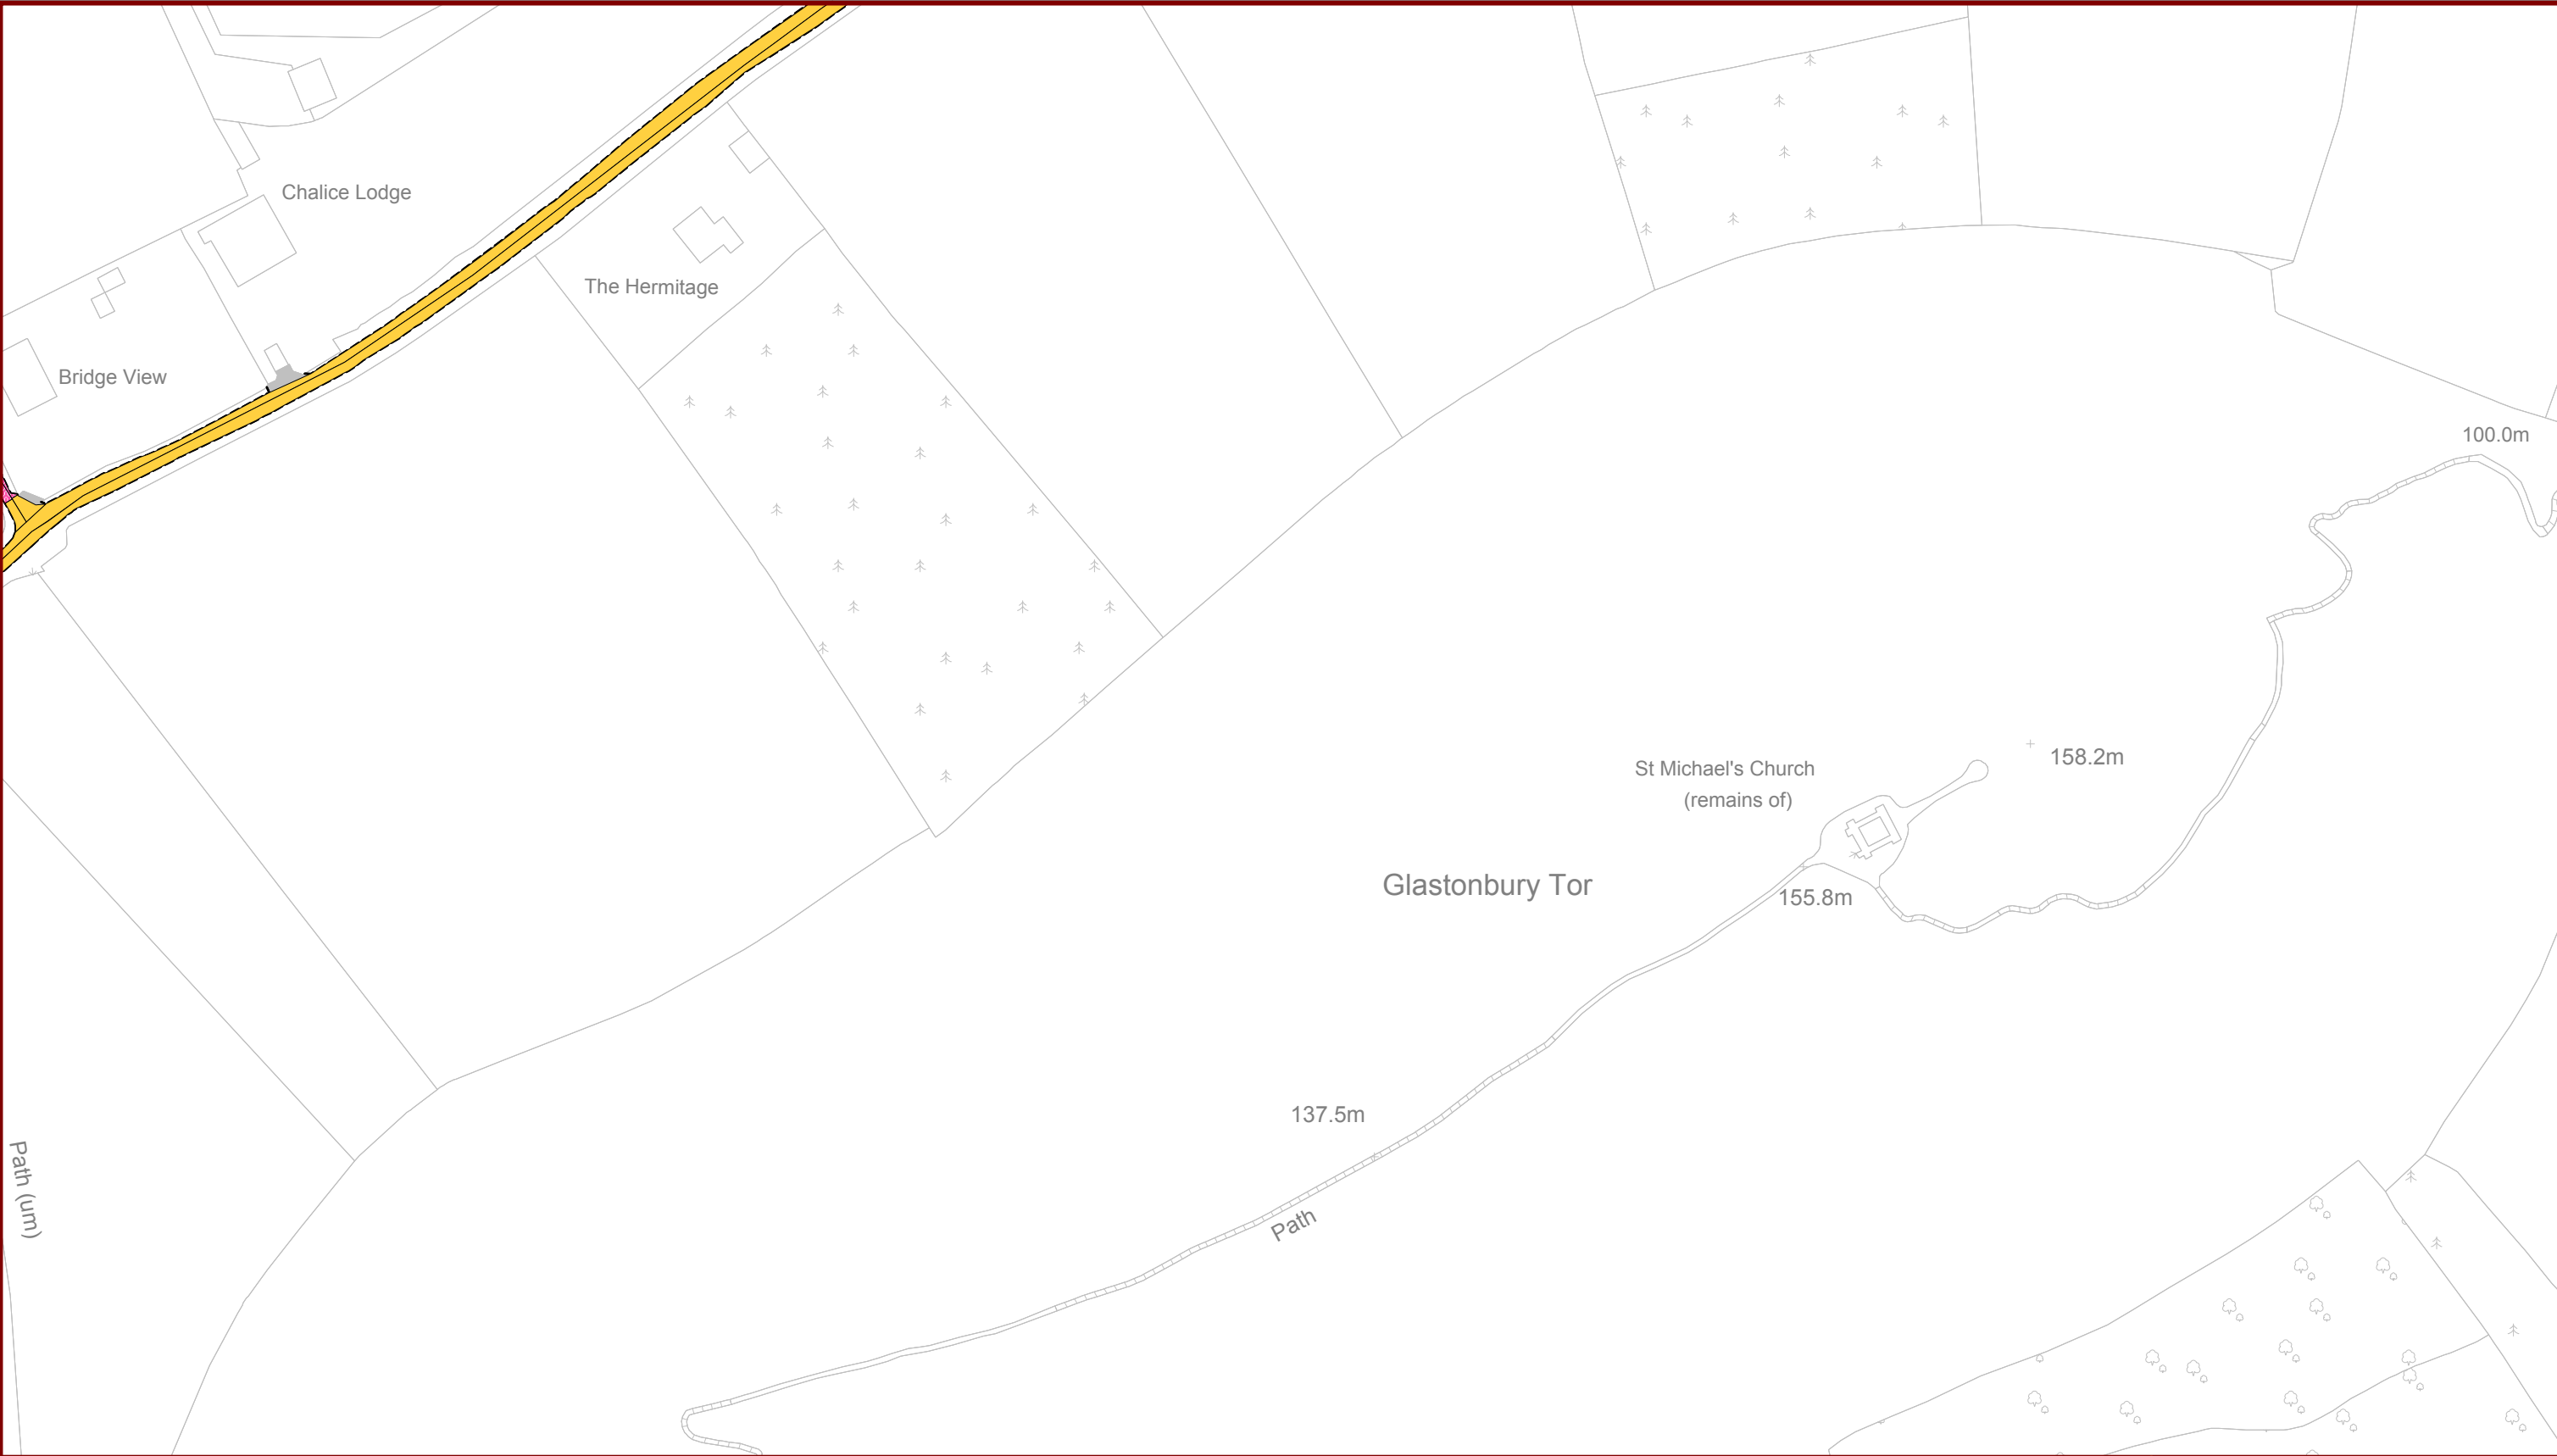 Chalice Lodge
The Hermitage
Bridge View
100.0m
158.2m
St Michael's Church
(remains of)
Glastonbury Tor
155.8m
137.5m
Path (um)
Path